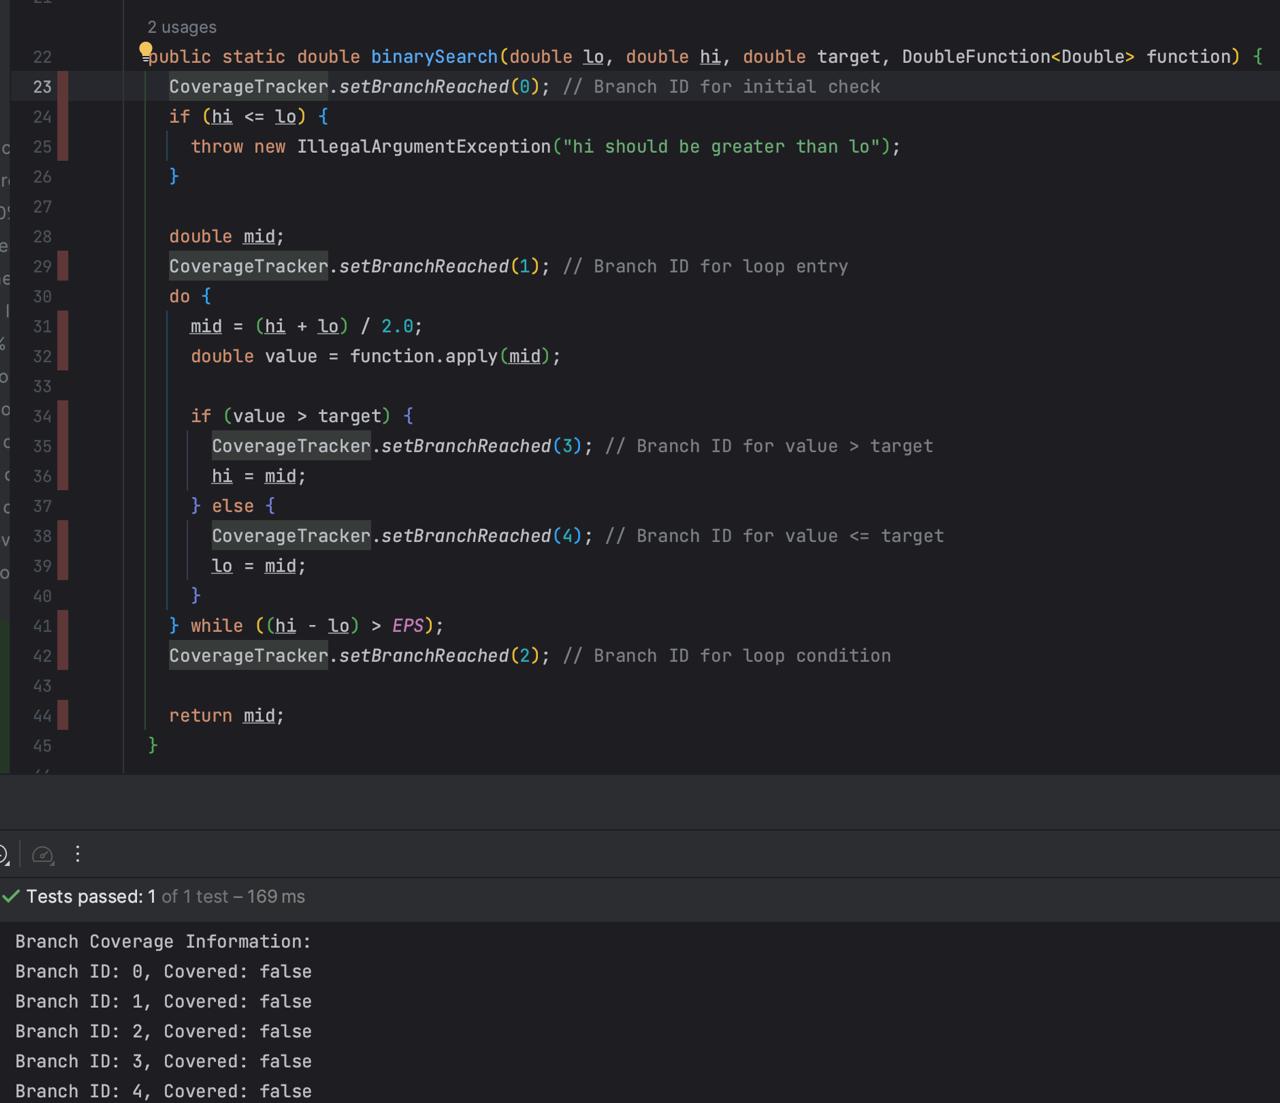 2 usages
22 public static double binarySearch(double lo, double hi, double target, DoubleFunction<Double> function) {
23 CoverageTracker.setBranchReached(0); // Branch ID for initial check
24 if (hi <= lo) {
25 throw new IllegalArgumentException("hi should be greater than lo");
26 }
27
28 double mid;
29 CoverageTracker.setBranchReached(1); // Branch ID for loop entry
30 do {
31 mid = (hi + lo) / 2.0;
32 double value = function.apply(mid);
33
34 if (value > target) {
35 CoverageTracker.setBranchReached(3); // Branch ID for value > target
36 hi = mid;
37 } else {
38 CoverageTracker.setBranchReached(4); // Branch ID for value <= target
39 lo = mid;
40 }
41 } while ((hi - lo) > EPS);
42 CoverageTracker.setBranchReached(2); // Branch ID for loop condition
43
44 return mid;
45 }
Tests passed: 1 of 1 test – 169 ms
Branch Coverage Information:
Branch ID: 0, Covered: false
Branch ID: 1, Covered: false
Branch ID: 2, Covered: false
Branch ID: 3, Covered: false
Branch ID: 4, Covered: false